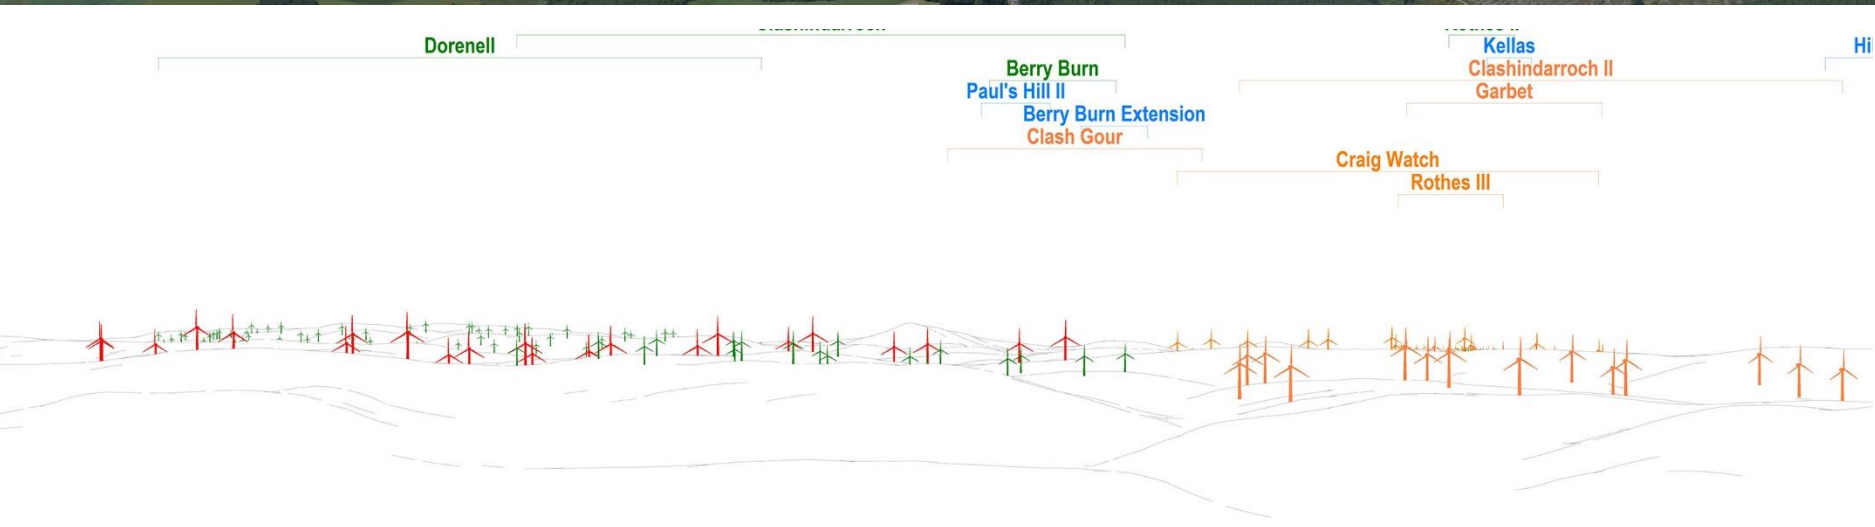 Dorenell
Kellas
Berry Burn
Clashindarroch II
Paul's Hill II
Garbet
Berry Burn Extension
Clash Gour
Craig Watch
Rothes III